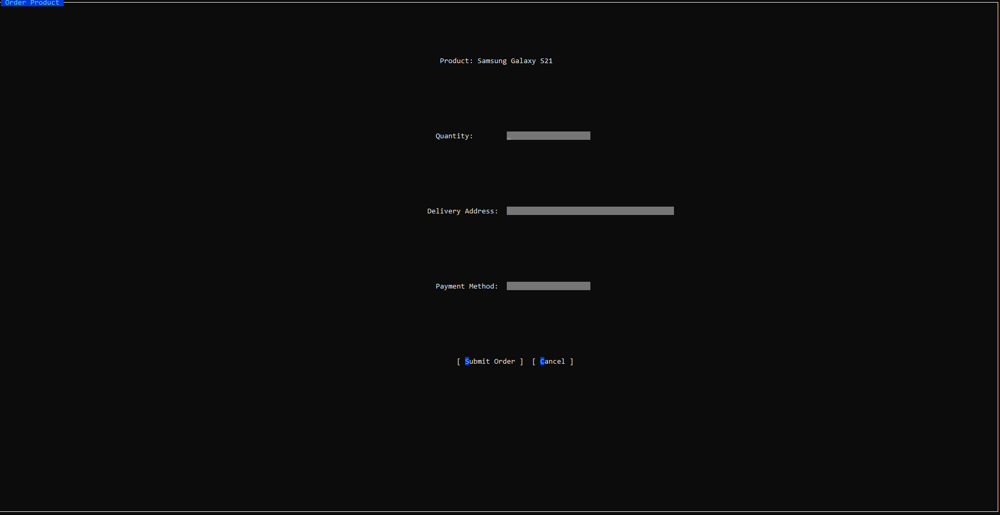 Order Product
Product: Samsung Galaxy S21
Quantity:
Delivery Address:
Payment Method:
[ Submit Order ] [ Cancel ]